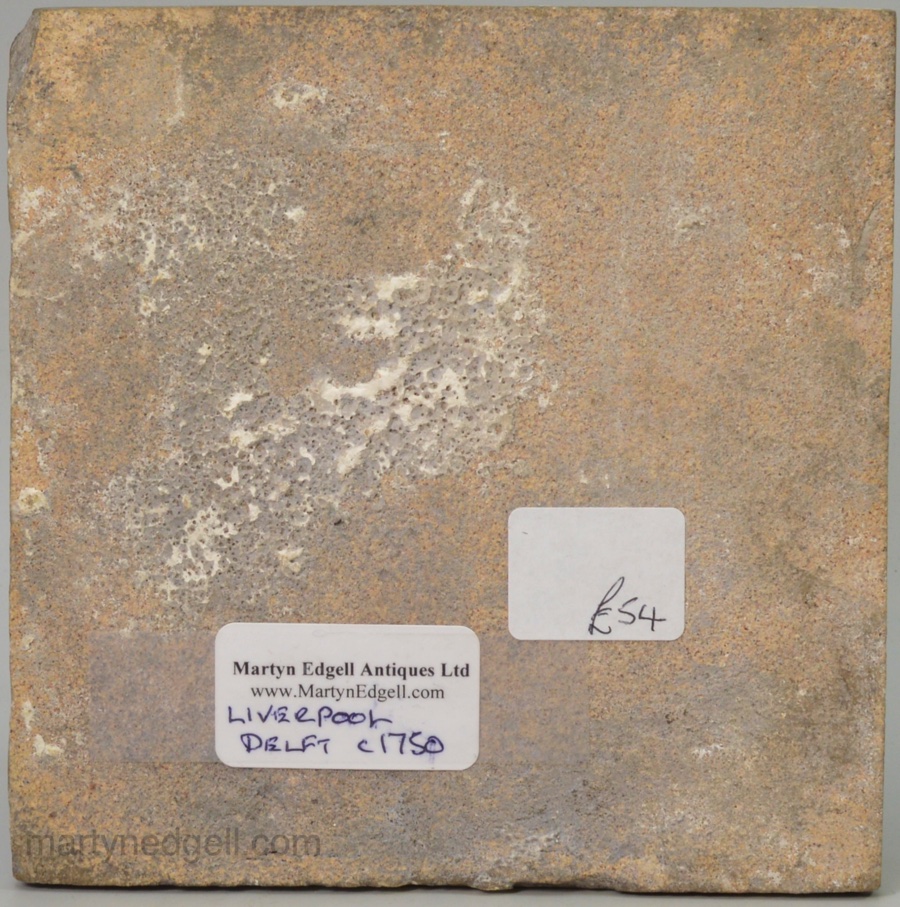 £54
Martyn Edgell Antiques Ltd
www.MartynEdgell.com
LIVERPOOL
DELFT c1750
martynedgell.com